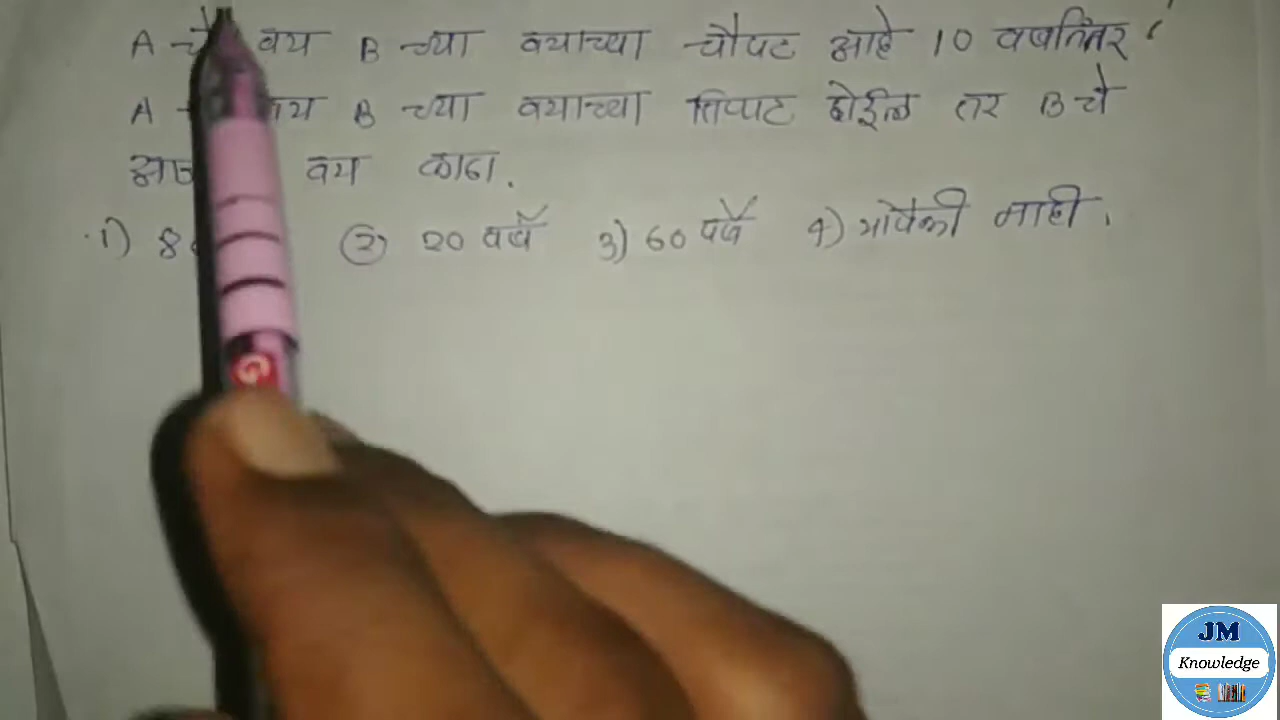 A चे वय B च्या वयाच्या चौपट आहे 10 वर्षानंतर
A वय B च्या वयाच्या तिप्पट होईल तर B चे
वय काढा.
1) 2) 20 वर्षे 3) 60 वर्षे 4) यापैकी नाही.
JM
Knowledge